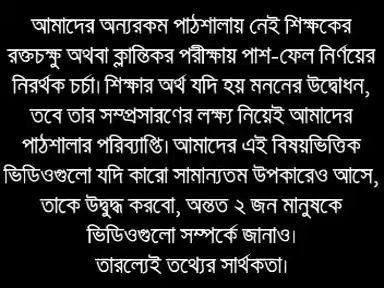 আমাদের অন্যরকম পাঠশালায় নেই শিক্ষকের
রক্তচক্ষু অথবা ক্লান্তিকর পরীক্ষায় পাশ-ফেল নির্ণয়ের
নিরর্থক চর্চা। শিক্ষার অর্থ যদি হয় মননের উদ্বোধন,
তবে তার সম্প্রসারণের লক্ষ্য নিয়েই আমাদের
পাঠশালার পরিব্যাপ্তি। আমাদের এই বিষয়ভিত্তিক
ভিডিওগুলো যদি কারো সামান্যতম উপকারেও আসে,
তাকে উদ্বুদ্ধ করবো, অন্তত ২ জন মানুষকে
ভিডিওগুলো সম্পর্কে জানাও।
তারল্যেই তথ্যের সার্থকতা।